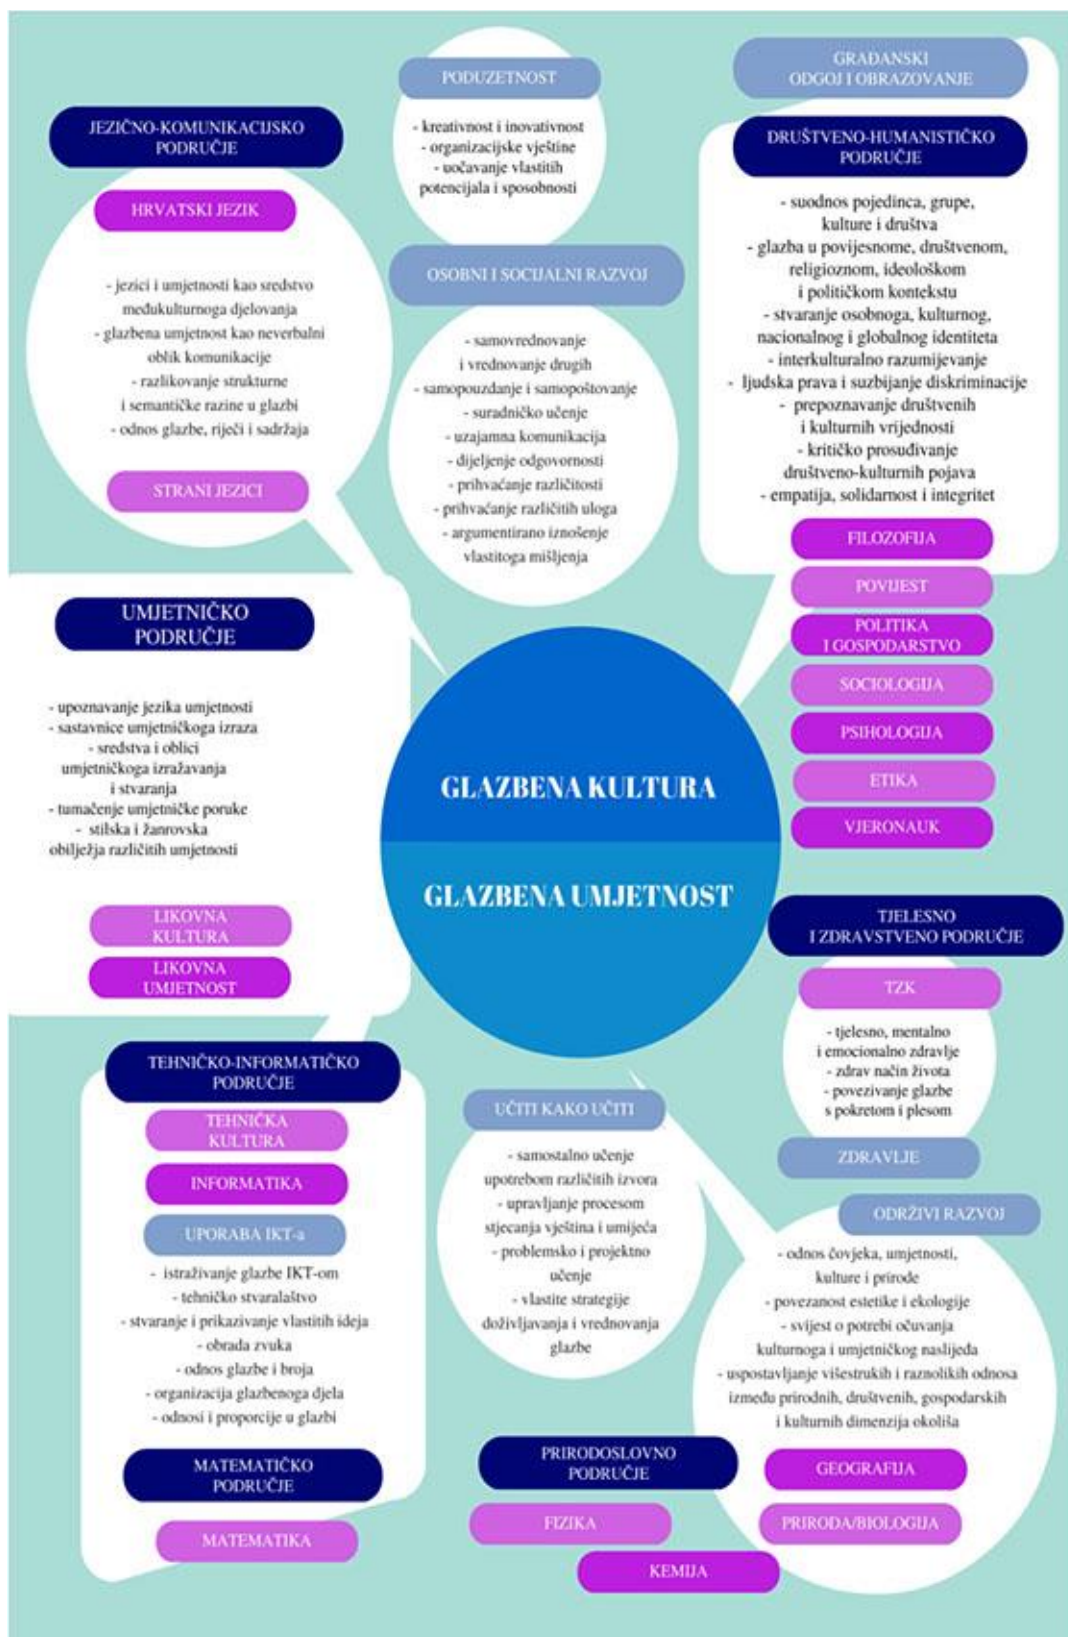 JEZIČNO-KOMUNIKACIJSKO
PODRUČJE
HRVATSKI JEZIK
- jezici i umjetnosti kao sredstvo
međukulturnoga djelovanja
- glazbena umjetnost kao neverbalni
oblik komunikacije
- razlikovanje strukturne
i semantičke razine u glazbi
- odnos glazbe, riječi i sadržaja
STRANI JEZICI
PODUZETNOST
- kreativnost i inovativnost
- organizacijske vještine
- uočavanje vlastitih
potencijala i sposobnosti
OSOBNI I SOCIJALNI RAZVOJ
- samovrednovanje
i vrednovanje drugih
- samopouzdanje i samopoštovanje
- suradničko učenje
- uzajamna komunikacija
- dijeljenje odgovornosti
- prihvaćanje različitosti
- prihvaćanje različitih uloga
- argumentirano iznošenje
vlastitoga mišljenja
GRAĐANSKI
ODGOJ I OBRAZOVANJE
DRUŠTVENO-HUMANISTIČKO
PODRUČJE
- suodnos pojedinca, grupe,
kulture i društva
- glazba u povijesnome, društvenom,
religioznom, ideološkom
i političkom kontekstu
- stvaranje osobnoga, kulturnog,
nacionalnog i globalnog identiteta
- interkulturalno razumijevanje
- ljudska prava i suzbijanje diskriminacije
- prepoznavanje društvenih
i kulturnih vrijednosti
- kritičko prosuđivanje
društveno-kulturnih pojava
- empatija, solidarnost i integritet
FILOZOFIJA
POVIJEST
POLITIKA
I GOSPODARSTVO
SOCIOLOGIJA
PSIHOLOGIJA
ETIKA
VJERONAUK
UMJETNIČKO
PODRUČJE
- upoznavanje jezika umjetnosti
- sastavnice umjetničkoga izraza
- sredstva i oblici
umjetničkoga izražavanja
i stvaranja
- tumačenje umjetničke poruke
- stilska i žanrovska
obilježja različitih umjetnosti
LIKOVNA
KULTURA
LIKOVNA
UMJETNOST
GLAZBENA KULTURA
GLAZBENA UMJETNOST
TJELESNO
I ZDRAVSTVENO PODRUČJE
TZK
- tjelesno, mentalno
i emocionalno zdravlje
- zdrav način života
- povezivanje glazbe
s pokretom i plesom
ZDRAVLJE
TEHNIČKO-INFORMATIČKO
PODRUČJE
TEHNIČKA
KULTURA
INFORMATIKA
UPORABA IKT-a
- istraživanje glazbe IKT-om
- tehničko stvaralaštvo
- stvaranje i prikazivanje vlastitih ideja
- obrada zvuka
- odnos glazbe i broja
- organizacija glazbenoga djela
- odnosi i proporcije u glazbi
MATEMATIČKO
PODRUČJE
MATEMATIKA
UČITI KAKO UČITI
- samostalno učenje
upotrebom različitih izvora
- upravljanje procesom
stjecanja vještina i umijeća
- problemsko i projektno
učenje
- vlastite strategije
doživljavanja i vrednovanja
glazbe
ODRŽIVI RAZVOJ
- odnos čovjeka, umjetnosti,
kulture i prirode
- povezanost estetike i ekologije
- svijest o potrebi očuvanja
kulturnoga i umjetničkog naslijeđa
- uspostavljanje višestrukih i raznolikih odnosa
između prirodnih, društvenih, gospodarskih
i kulturnih dimenzija okoliša
PRIRODOSLOVNO
PODRUČJE
GEOGRAFIJA
FIZIKA
PRIRODA/BIOLOGIJA
KEMIJA